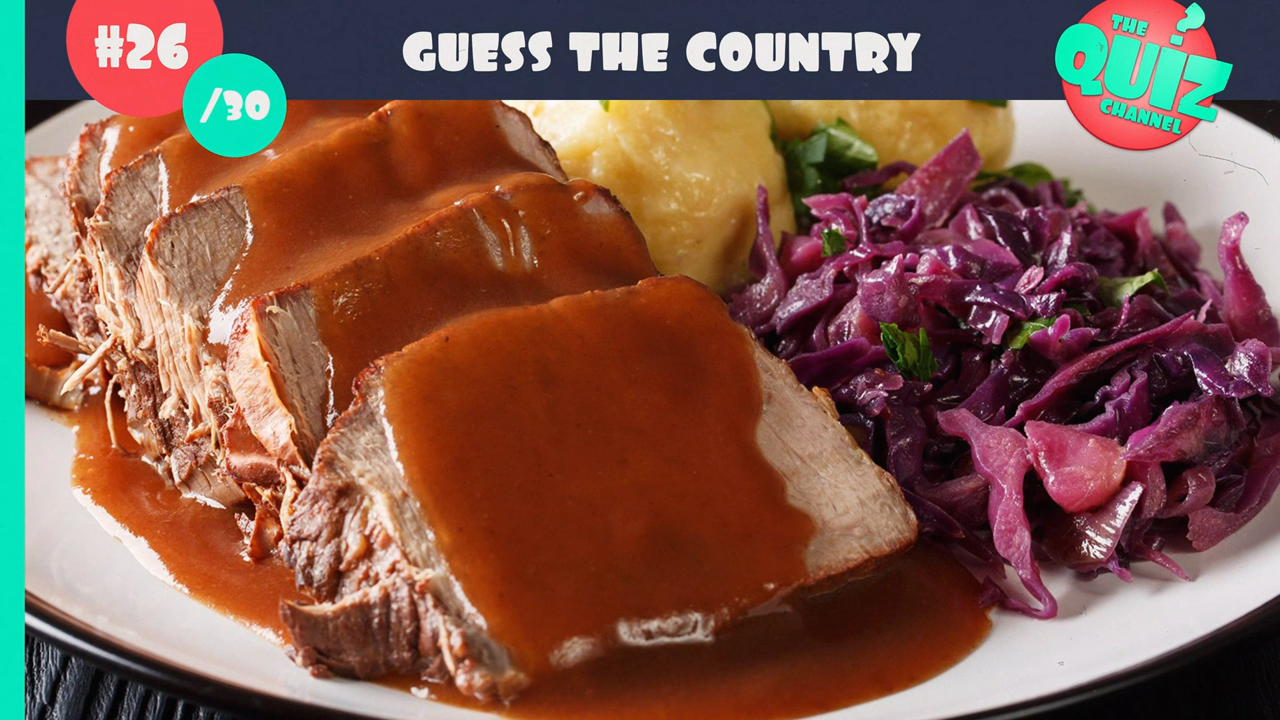 #26
/30
GUESS THE COUNTRY
THE
QUIZ
CHANNEL